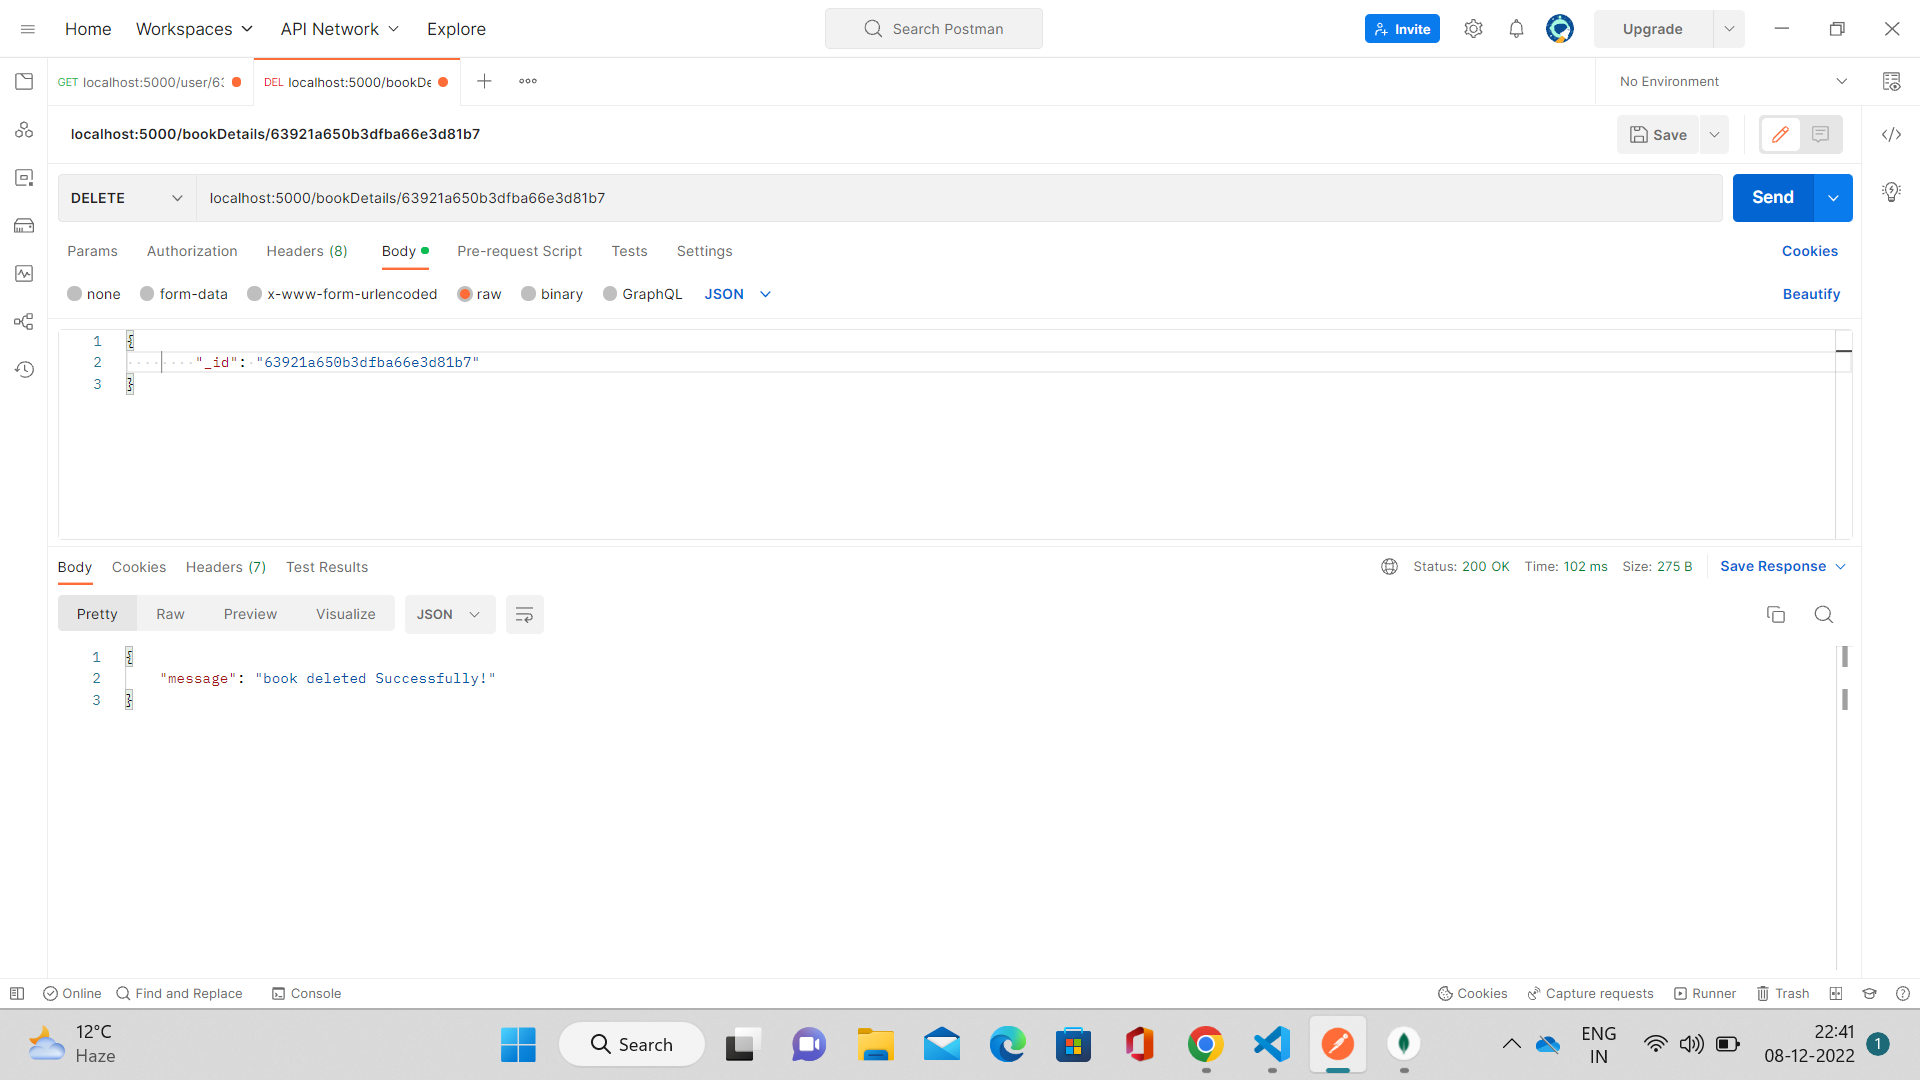 Home Workspaces API Network Explore Search Postman Invite Upgrade
GET localhost:5000/user/63 DEL localhost:5000/bookDe No Environment
localhost:5000/bookDetails/63921a650b3dfba66e3d81b7 Save
DELETE localhost:5000/bookDetails/63921a650b3dfba66e3d81b7 Send
Params Authorization Headers (8) Body Pre-request Script Tests Settings Cookies
none form-data x-www-form-urlencoded raw binary GraphQL JSON Beautify
1 {
2 "_id": "63921a650b3dfba66e3d81b7"
3 }
Body Cookies Headers (7) Test Results Status: 200 OK Time: 102 ms Size: 275 B Save Response
Pretty Raw Preview Visualize JSON
1 {
2 "message": "book deleted Successfully!"
3 }
Online Find and Replace Console Cookies Capture requests Runner Trash
12°C
Haze
Search
ENG
IN
22:41
08-12-2022
1